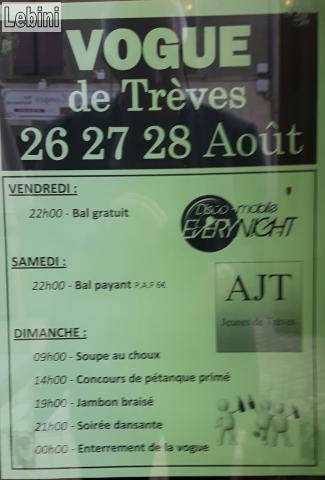 Lebini
VOGUE
de Trèves
26 27 28 Août
VENDREDI :
22h00 - Bal gratuit
Disco-mobile
EVERYNIGHT
SAMEDI :
22h00 - Bal payant P.A.F 6€
AJT
Jeunes de Trèves
DIMANCHE :
09h00 - Soupe au choux
14h00 - Concours de pétanque primé
19h00 - Jambon braisé
21h00 - Soirée dansante
00h00 - Enterrement de la vogue